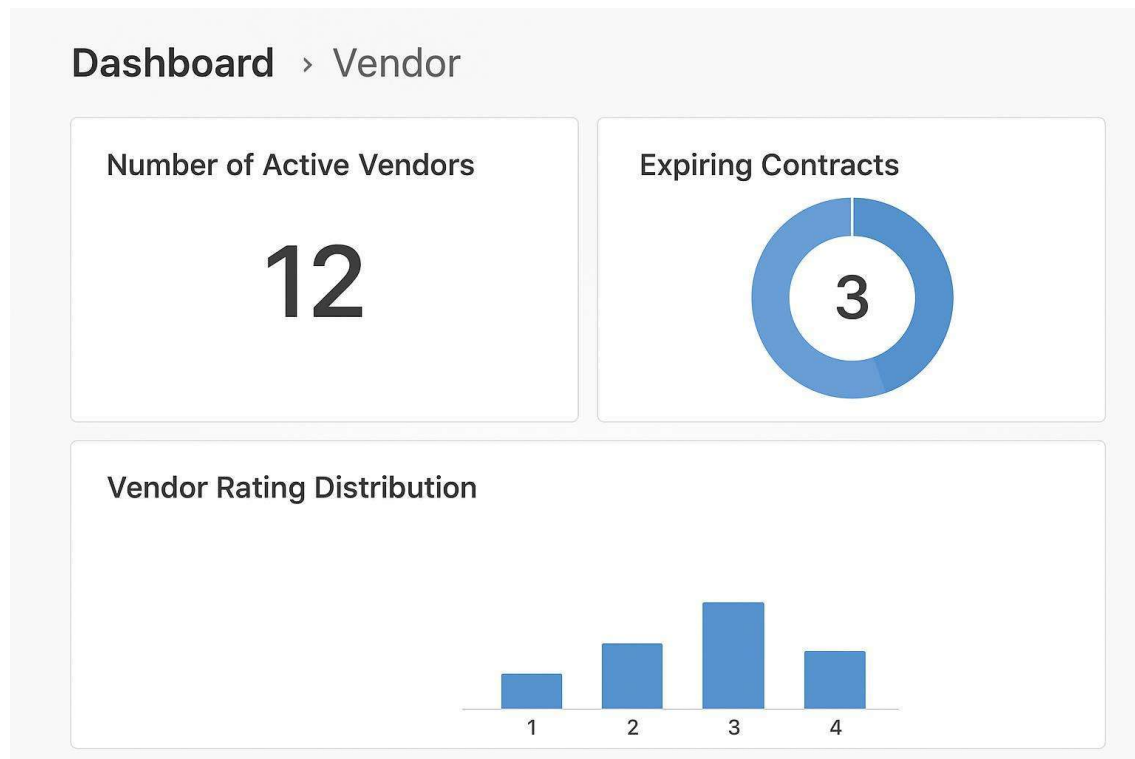 Dashboard › Vendor
Number of Active Vendors
12
Expiring Contracts
3
Vendor Rating Distribution
1 2 3 4